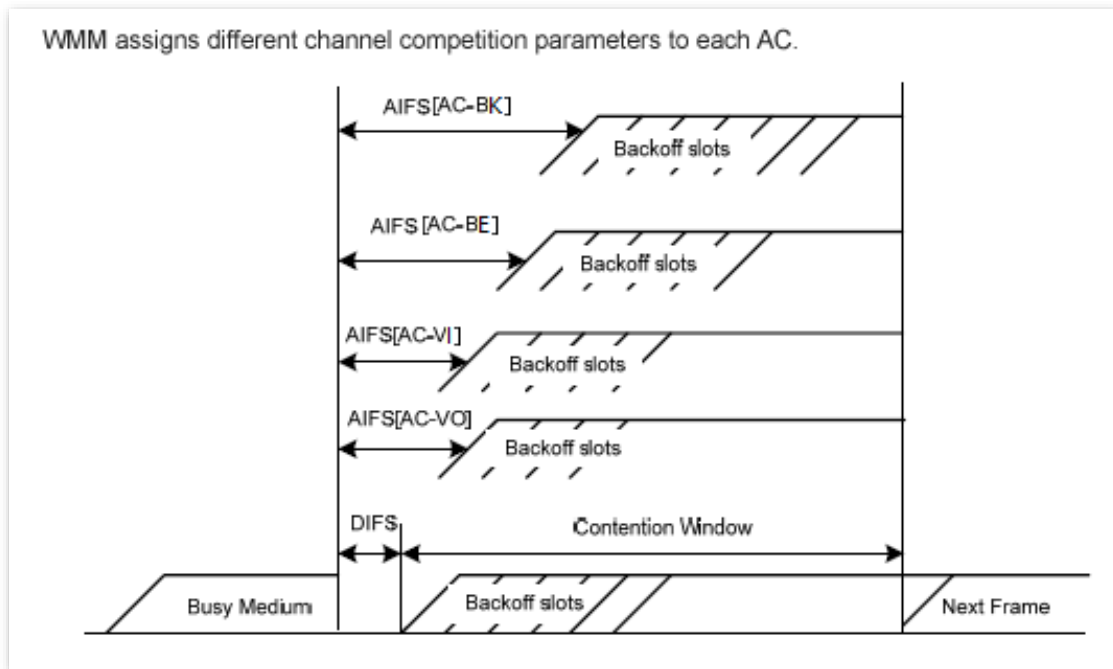 WMM assigns different channel competition parameters to each AC.
AIFS[AC-BK]
Backoff slots
AIFS [AC-BE]
Backoff slots
AIFS[AC-VI]
Backoff slots
AIFS[AC-VO]
Backoff slots
DIFS
Contention Window
Busy Medium
Backoff slots
Next Frame